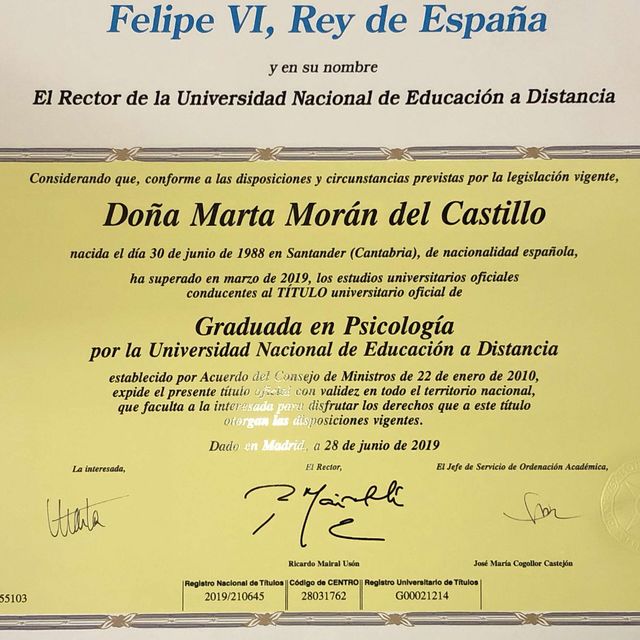 Felipe VI, Rey de España
y en su nombre
El Rector de la Universidad Nacional de Educación a Distancia
Considerando que, conforme a las disposiciones y circunstancias previstas por la legislación vigente,
Doña Marta Morán del Castillo
nacida el día 30 de junio de 1988 en Santander (Cantabria), de nacionalidad española,
ha superado en marzo de 2019, los estudios universitarios oficiales
conducentes al TÍTULO universitario oficial de
Graduada en Psicología
por la Universidad Nacional de Educación a Distancia
establecido por Acuerdo del Consejo de Ministros de 22 de enero de 2010,
expide el presente título oficial con validez en todo el territorio nacional,
que faculta a la interesada para disfrutar los derechos que a este título
otorgan las disposiciones vigentes.
Dado en Madrid, a 28 de junio de 2019
La interesada,
El Rector,
El Jefe de Servicio de Ordenación Académica,
Marta
Ricardo Mairal Usón
José María Cogollor Castejón
Registro Nacional de Títulos
Código de CENTRO
Registro Universitario de Títulos
55103
2019/210645
28031762
G00021214